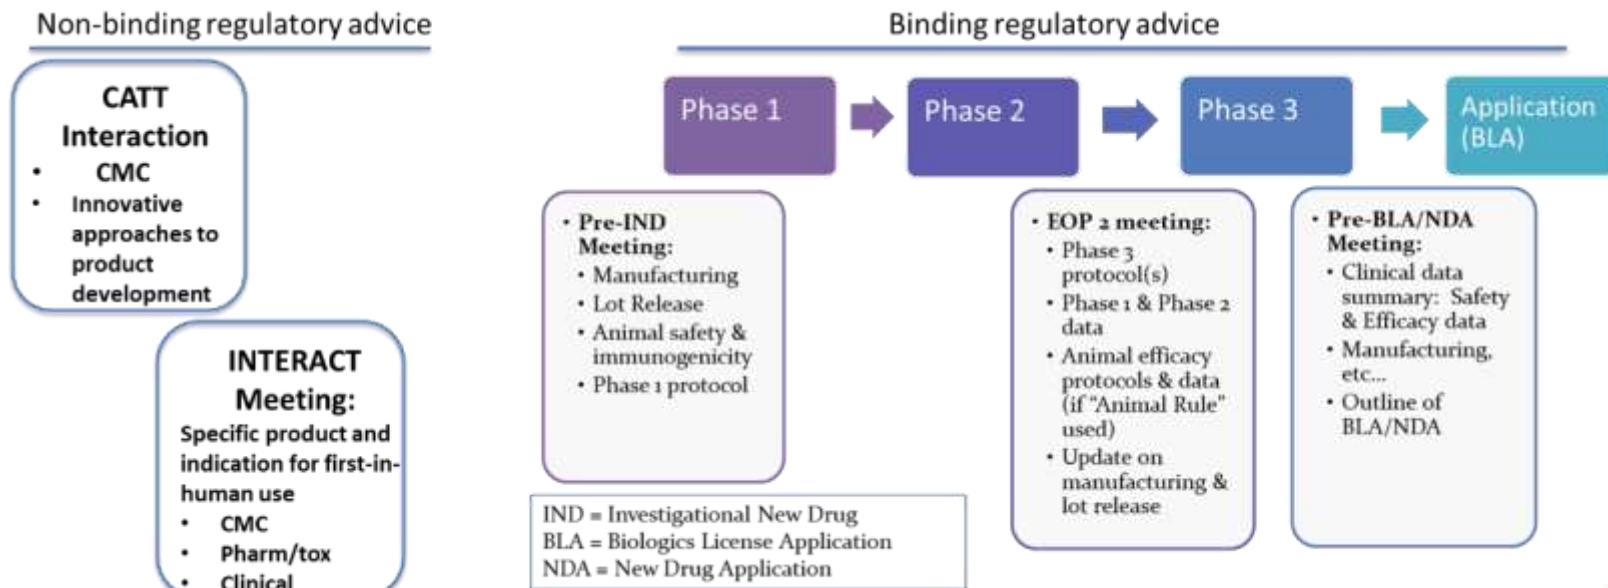 Non-binding regulatory advice
CATT
Interaction
• CMC
• Innovative
approaches to
product
development
INTERACT
Meeting:
Specific product and
indication for first-in-
human use
• CMC
• Pharm/tox
• Clinical
Binding regulatory advice
Phase 1
Phase 2
Phase 3
Application
(BLA)
• Pre-IND
Meeting:
• Manufacturing
• Lot Release
• Animal safety &
immunogenicity
• Phase 1 protocol
• EOP 2 meeting:
• Phase 3
protocol(s)
• Phase 1 & Phase 2
data
• Animal efficacy
protocols & data
(if “Animal Rule”
used)
• Update on
manufacturing &
lot release
• Pre-BLA/NDA
Meeting:
• Clinical data
summary: Safety
& Efficacy data
• Manufacturing,
etc...
• Outline of
BLA/NDA
IND = Investigational New Drug
BLA = Biologics License Application
NDA = New Drug Application